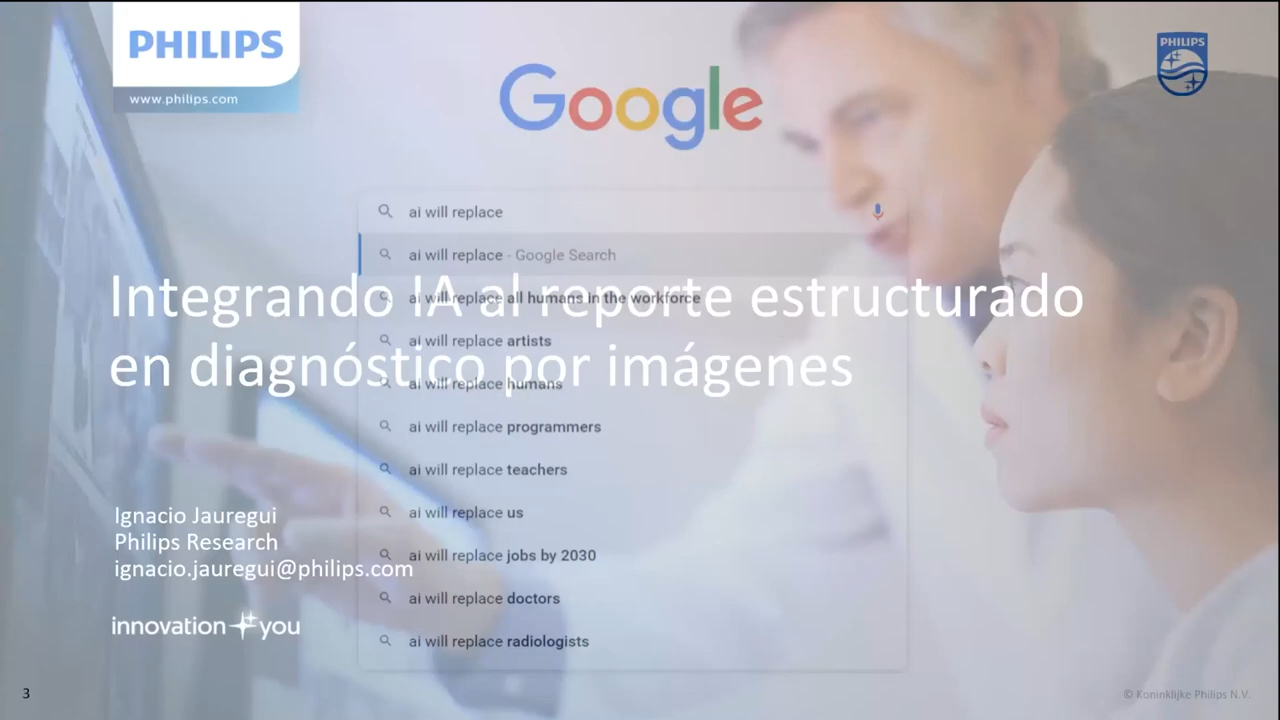 PHILIPS
www.philips.com
PHILIPS
Google
ai will replace
ai will replace - Google Search
ai will replace all humans in the workforce
Integrando IA al reporte estructurado
ai will replace artists
en diagnóstico por imágenes
ai will replace humans
ai will replace programmers
ai will replace teachers
ai will replace us
ai will replace jobs by 2030
ai will replace doctors
ai will replace radiologists
Ignacio Jauregui
Philips Research
ignacio.jauregui@philips.com
innovation you
3
© Koninklijke Philips N.V.